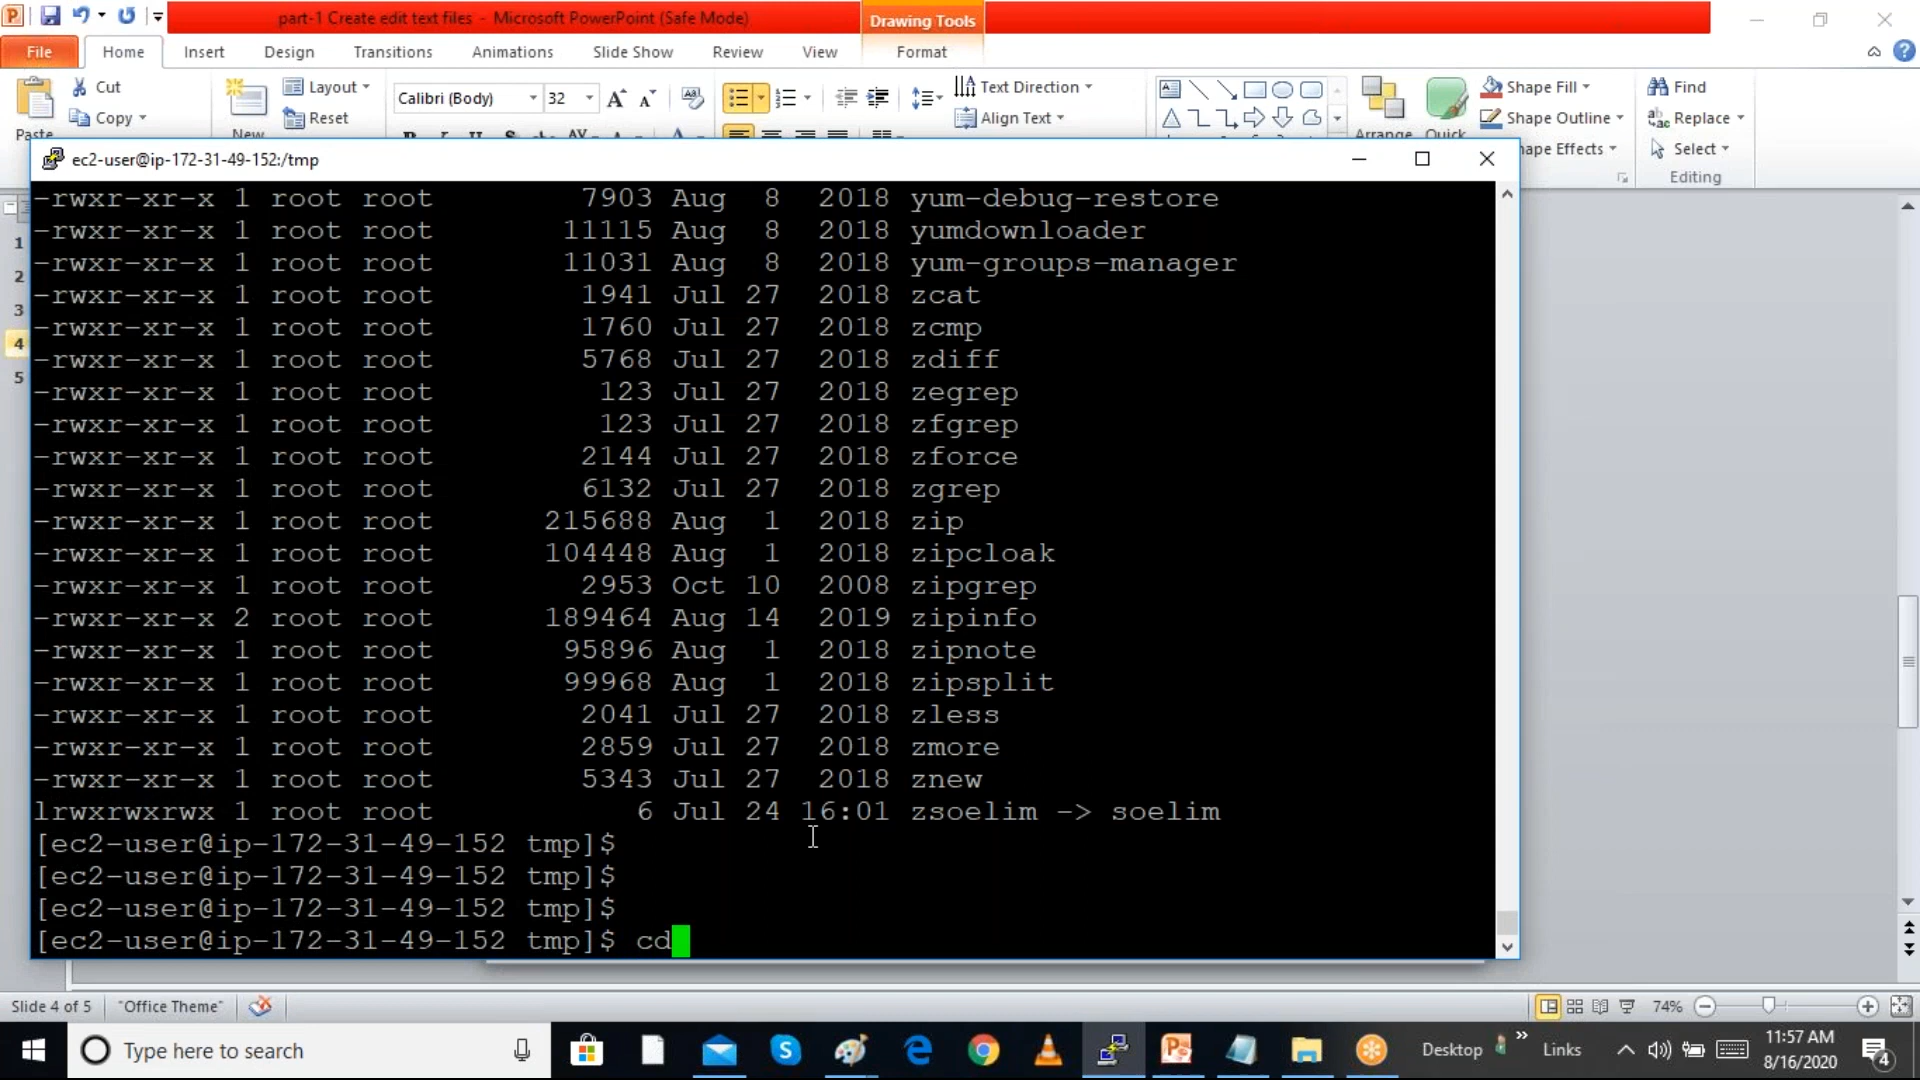 part-1 Create edit text files - Microsoft PowerPoint (Safe Mode)
Drawing Tools
File Home Insert Design Transitions Animations Slide Show Review View Format
Cut
Copy
New
Layout
Reset
Calibri (Body) 32
Text Direction
Align Text
Arrange
Quick
Shape Fill
Shape Outline
hape Effects
Find
Replace
Select
Editing
ec2-user@ip-172-31-49-152:/tmp
1
2
3
4
5
-rwxr-xr-x 1 root root 7903 Aug 8 2018 yum-debug-restore
-rwxr-xr-x 1 root root 11115 Aug 8 2018 yumdownloader
-rwxr-xr-x 1 root root 11031 Aug 8 2018 yum-groups-manager
-rwxr-xr-x 1 root root 1941 Jul 27 2018 zcat
-rwxr-xr-x 1 root root 1760 Jul 27 2018 zcmp
-rwxr-xr-x 1 root root 5768 Jul 27 2018 zdiff
-rwxr-xr-x 1 root root 123 Jul 27 2018 zegrep
-rwxr-xr-x 1 root root 123 Jul 27 2018 zfgrep
-rwxr-xr-x 1 root root 2144 Jul 27 2018 zforce
-rwxr-xr-x 1 root root 6132 Jul 27 2018 zgrep
-rwxr-xr-x 1 root root 215688 Aug 1 2018 zip
-rwxr-xr-x 1 root root 104448 Aug 1 2018 zipcloak
-rwxr-xr-x 1 root root 2953 Oct 10 2008 zipgrep
-rwxr-xr-x 2 root root 189464 Aug 14 2019 zipinfo
-rwxr-xr-x 1 root root 95896 Aug 1 2018 zipnote
-rwxr-xr-x 1 root root 99968 Aug 1 2018 zipsplit
-rwxr-xr-x 1 root root 2041 Jul 27 2018 zless
-rwxr-xr-x 1 root root 2859 Jul 27 2018 zmore
-rwxr-xr-x 1 root root 5343 Jul 27 2018 znew
lrwxrwxrwx 1 root root 6 Jul 24 16:01 zsoelim -> soelim
[ec2-user@ip-172-31-49-152 tmp]$
[ec2-user@ip-172-31-49-152 tmp]$
[ec2-user@ip-172-31-49-152 tmp]$
[ec2-user@ip-172-31-49-152 tmp]$ cd
Slide 4 of 5 "Office Theme" 74%
Type here to search
Desktop » Links
11:57 AM
8/16/2020
4